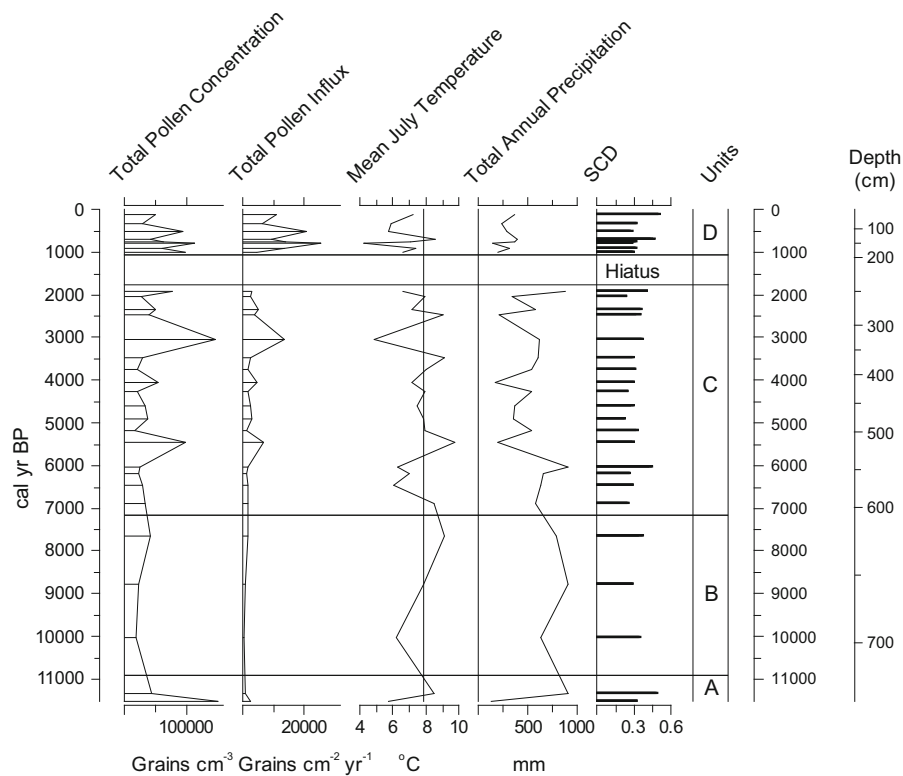 Total Pollen Concentration
Total Pollen Influx
Mean July Temperature
Total Annual Precipitation
SCD
Units
Depth
(cm)
cal yr BP
0
1000
2000
3000
4000
5000
6000
7000
8000
9000
10000
11000
D
Hiatus
C
B
A
0
1000
2000
3000
4000
5000
6000
7000
8000
9000
10000
11000
100
200
300
400
500
600
700
100000
20000
4 6 8 10
500 1000
0 0.3 0.6
Grains cm⁻³ Grains cm⁻² yr⁻¹ °C mm